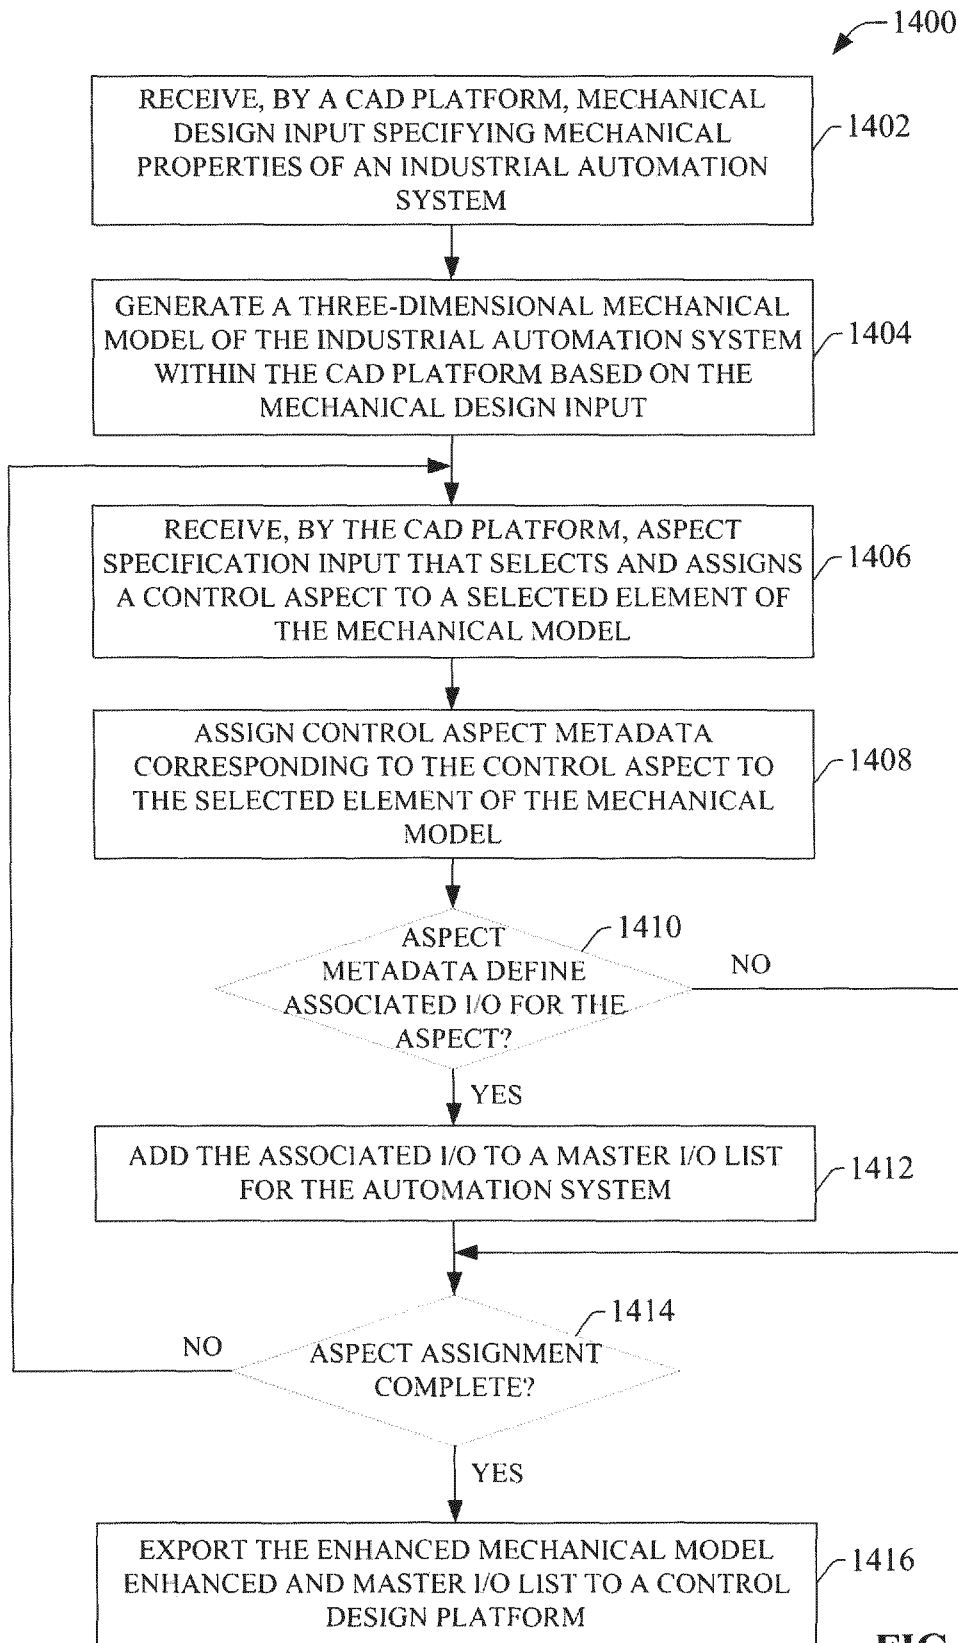 1400
RECEIVE, BY A CAD PLATFORM, MECHANICAL
DESIGN INPUT SPECIFYING MECHANICAL
PROPERTIES OF AN INDUSTRIAL AUTOMATION
SYSTEM
1402
GENERATE A THREE-DIMENSIONAL MECHANICAL
MODEL OF THE INDUSTRIAL AUTOMATION SYSTEM
WITHIN THE CAD PLATFORM BASED ON THE
MECHANICAL DESIGN INPUT
1404
RECEIVE, BY THE CAD PLATFORM, ASPECT
SPECIFICATION INPUT THAT SELECTS AND ASSIGNS
A CONTROL ASPECT TO A SELECTED ELEMENT OF
THE MECHANICAL MODEL
1406
ASSIGN CONTROL ASPECT METADATA
CORRESPONDING TO THE CONTROL ASPECT TO
THE SELECTED ELEMENT OF THE MECHANICAL
MODEL
1408
ASPECT
METADATA DEFINE
ASSOCIATED I/O FOR THE
ASPECT?
1410
NO
YES
ADD THE ASSOCIATED I/O TO A MASTER I/O LIST
FOR THE AUTOMATION SYSTEM
1412
ASPECT ASSIGNMENT
COMPLETE?
1414
NO
YES
EXPORT THE ENHANCED MECHANICAL MODEL
ENHANCED AND MASTER I/O LIST TO A CONTROL
DESIGN PLATFORM
1416
FIG